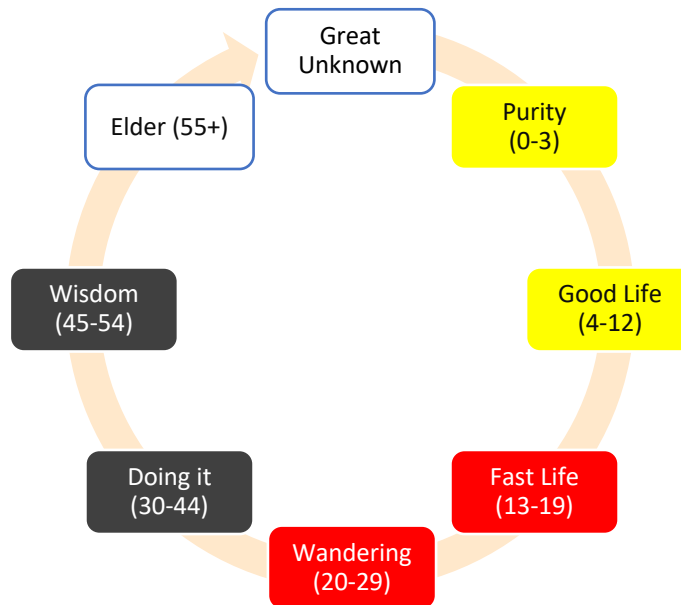 Great
Unknown
Purity
(0-3)
Good Life
(4-12)
Fast Life
(13-19)
Wandering
(20-29)
Doing it
(30-44)
Wisdom
(45-54)
Elder (55+)